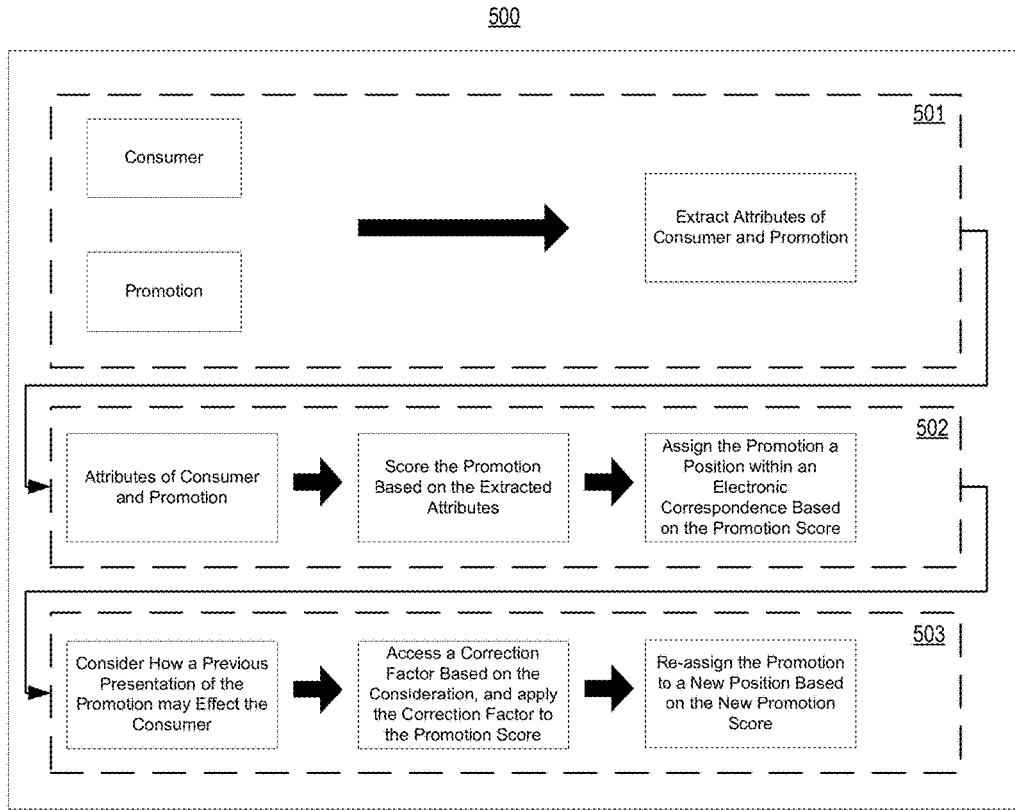 500
501
Consumer
Extract Attributes of
Consumer and Promotion
Promotion
502
Attributes of Consumer
and Promotion
Score the Promotion
Based on the Extracted
Attributes
Assign the Promotion a
Position within an
Electronic
Correspondence Based
on the Promotion Score
503
Consider How a Previous
Presentation of the
Promotion may Effect the
Consumer
Access a Correction
Factor Based on the
Consideration, and apply
the Correction Factor to
the Promotion Score
Re-assign the Promotion
to a New Position Based
on the New Promotion
Score